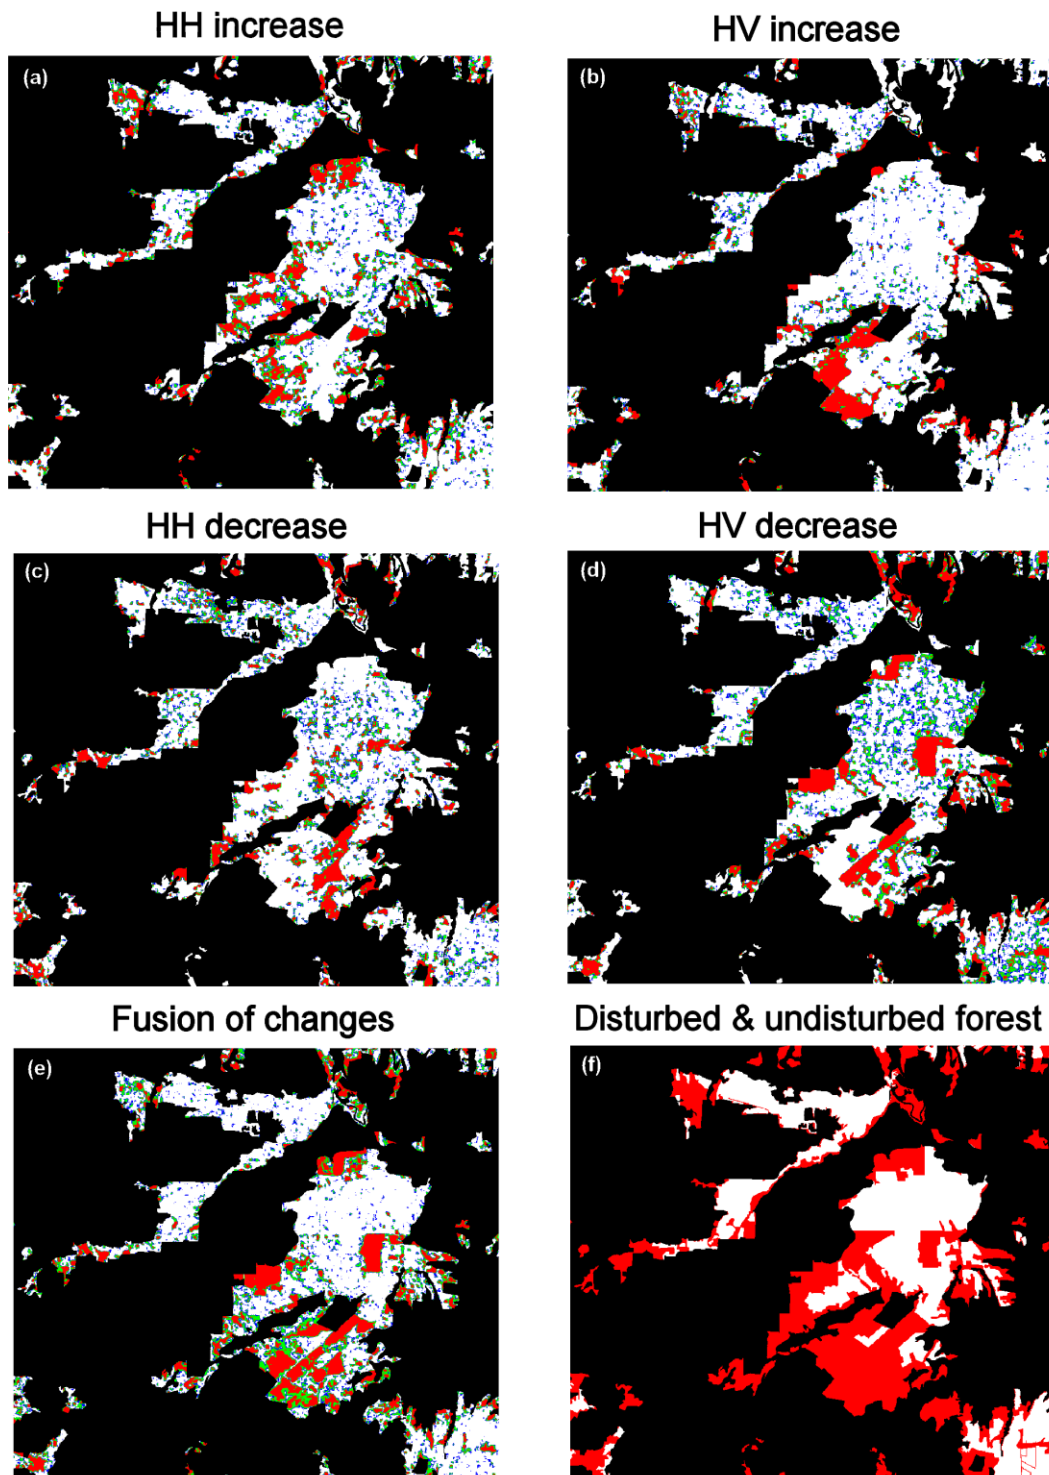 HH increase
HV increase
(a)
(b)
HH decrease
HV decrease
(c)
(d)
Fusion of changes
Disturbed & undisturbed forest
(e)
(f)